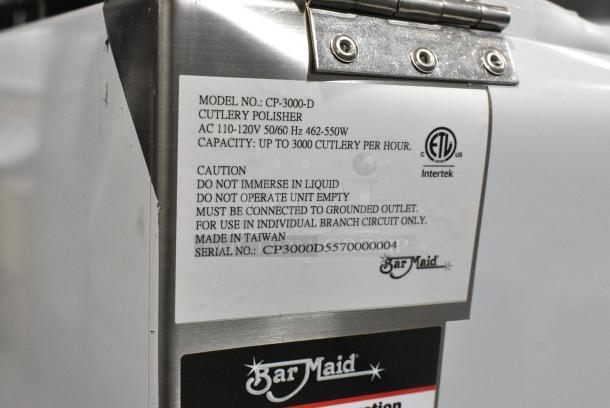 MODEL NO.: CP-3000-D
CUTLERY POLISHER
AC 110-120V 50/60 Hz 462-550W
CAPACITY: UP TO 3000 CUTLERY PER HOUR.
C ETL US
Intertek
CAUTION
DO NOT IMMERSE IN LIQUID
DO NOT OPERATE UNIT EMPTY
MUST BE CONNECTED TO GROUNDED OUTLET.
FOR USE IN INDIVIDUAL BRANCH CIRCUIT ONLY.
MADE IN TAIWAN
SERIAL NO.: CP3000D5570000004
Bar Maid
Bar Maid